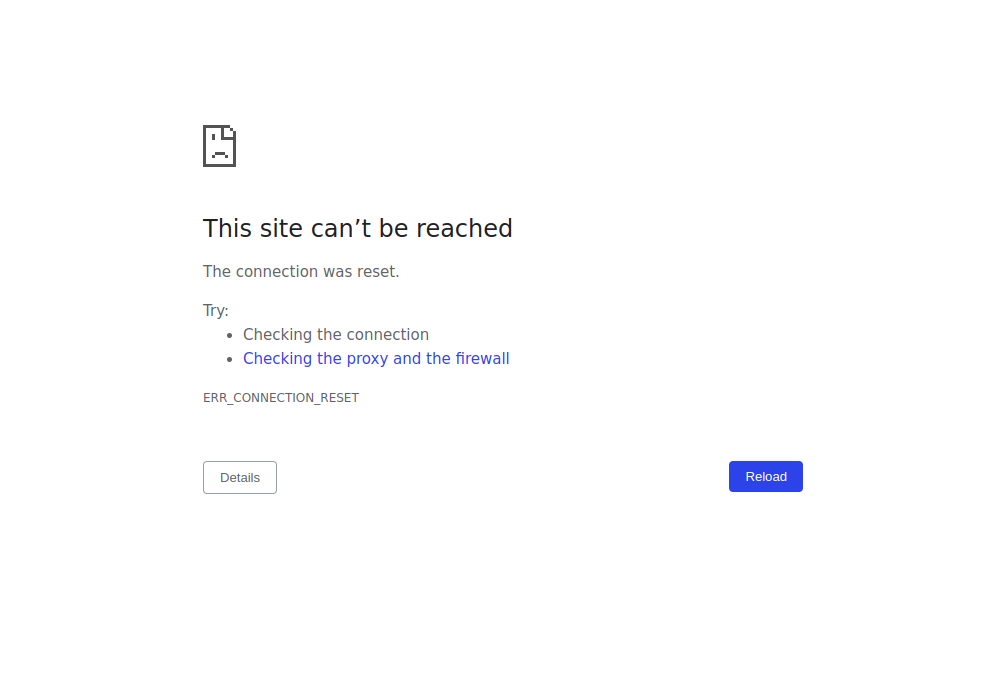 This site can’t be reached
The connection was reset.
Try:
Checking the connection
Checking the proxy and the firewall
ERR_CONNECTION_RESET
Details
Reload